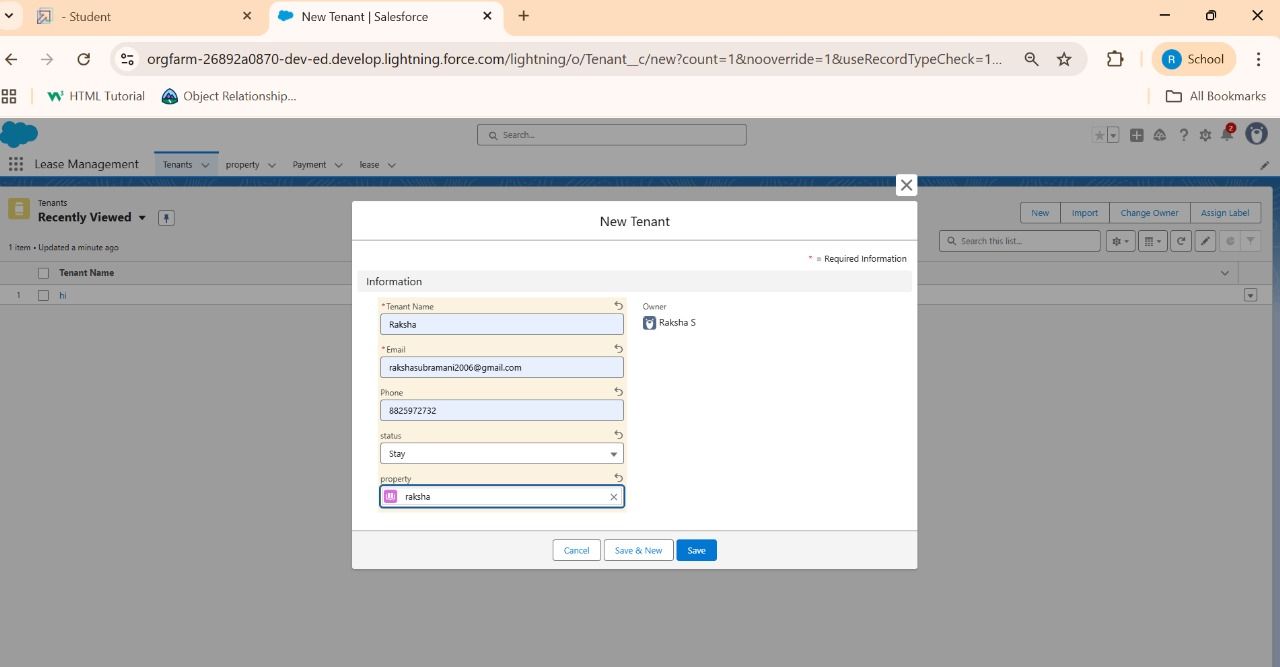 - Student
New Tenant | Salesforce
orgfarm-26892a0870-dev-ed.develop.lightning.force.com/lightning/o/Tenant__c/new?count=1&nooverride=1&useRecordTypeCheck=1...
R School
HTML Tutorial
Object Relationship...
All Bookmarks
Search...
2
Lease Management
Tenants
property
Payment
lease
Tenants
Recently Viewed
New
Import
Change Owner
Assign Label
1 item • Updated a minute ago
Search this list...
Tenant Name
1
hi
New Tenant
* = Required Information
Information
*Tenant Name
Raksha
Owner
Raksha S
*Email
rakshasubramani2006@gmail.com
Phone
8825972732
status
Stay
property
raksha
Cancel
Save & New
Save